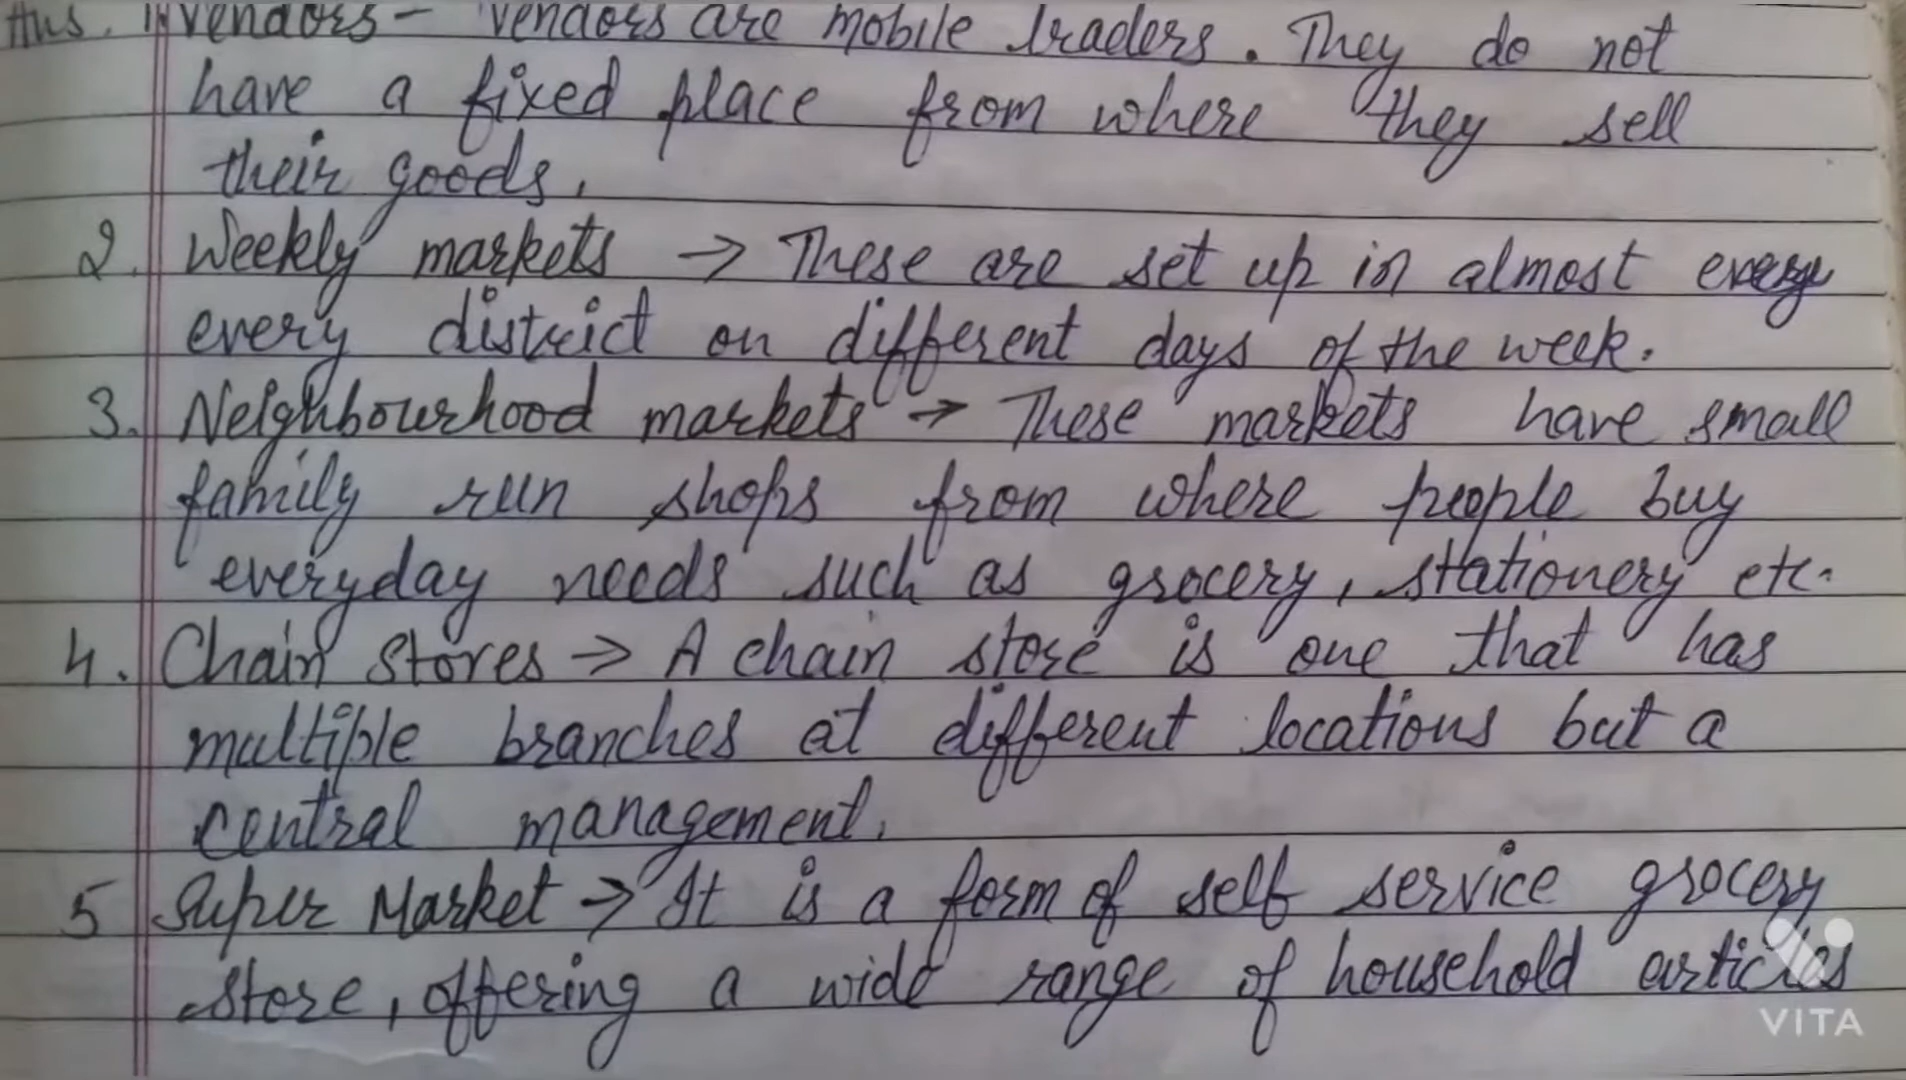 Ans. 1) Vendors - Vendors are mobile traders. They do not
have a fixed place from where they sell
their goods.
2. Weekly markets → These are set up in almost every
every district on different days of the week.
3. Neighbourhood markets → These markets have small
family run shops from where people buy
everyday needs such as grocery, stationery etc.
4. Chain Stores → A chain store is one that has
multiple branches at different locations but a
central management.
5 Super Market → It is a form of self service grocery
store, offering a wide range of household articles
VITA